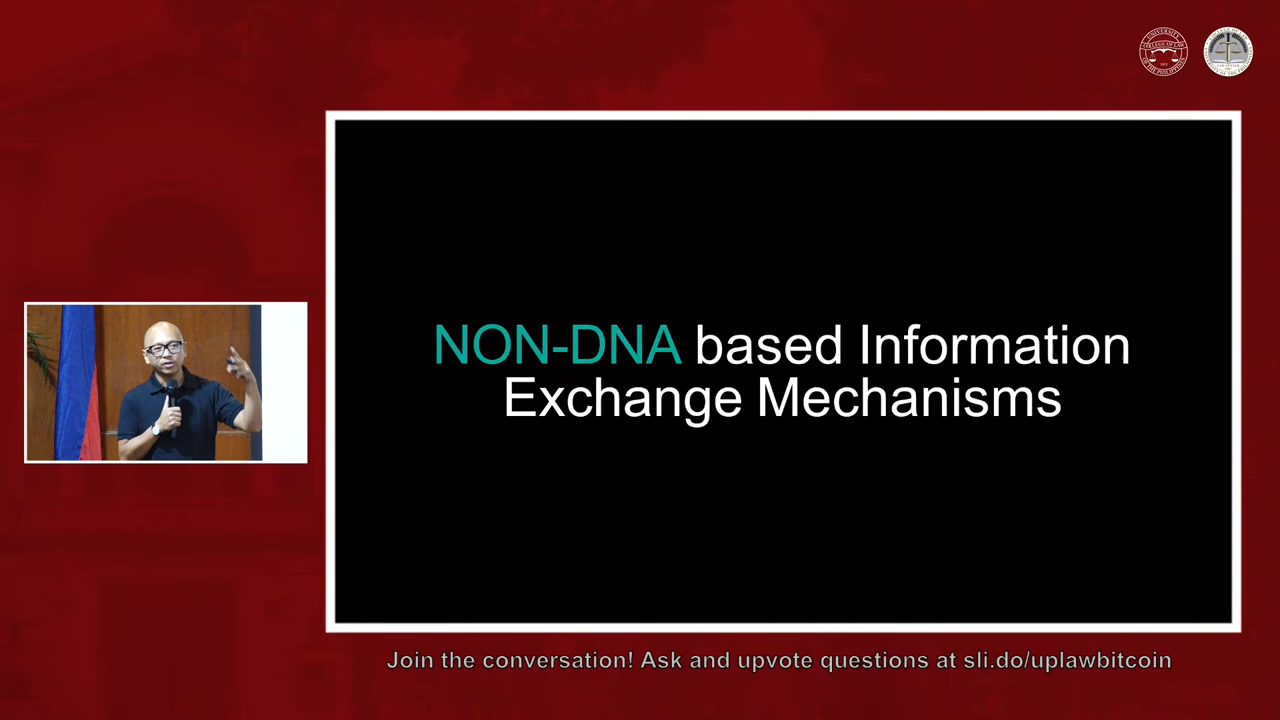 NON-DNA based Information
Exchange Mechanisms
Join the conversation! Ask and upvote questions at sli.do/uplawbitcoin